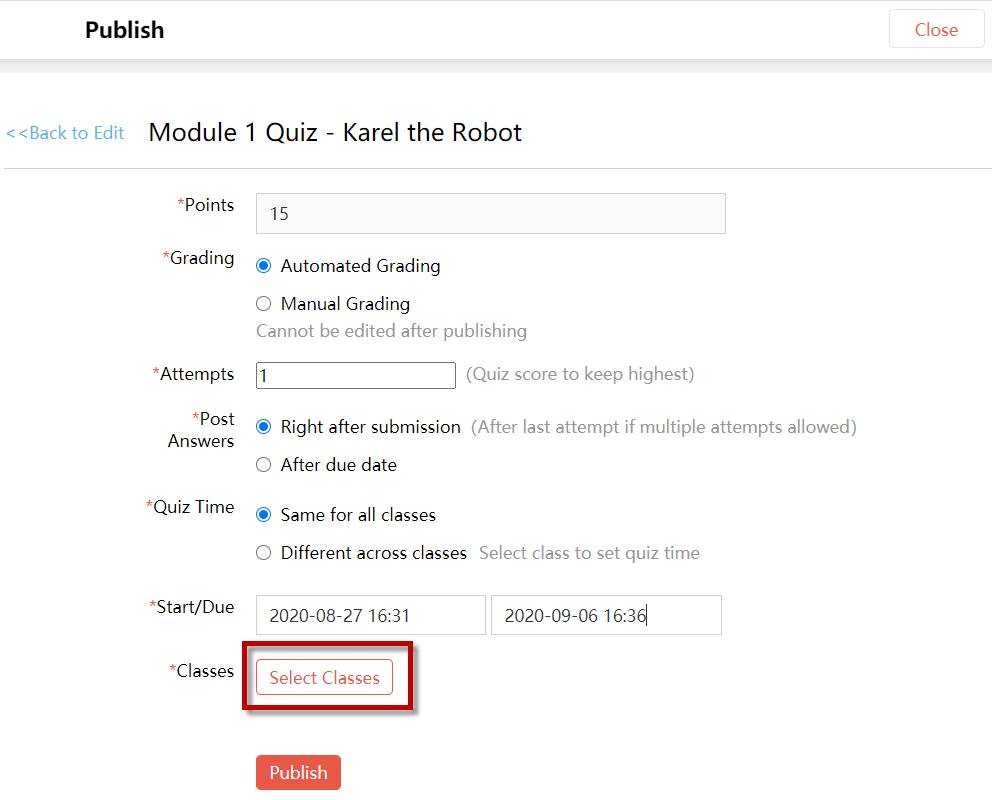 Publish
Close
<<Back to Edit
Module 1 Quiz - Karel the Robot
*Points
15
*Grading
Automated Grading
Manual Grading
Cannot be edited after publishing
*Attempts
1
(Quiz score to keep highest)
*Post
Answers
Right after submission (After last attempt if multiple attempts allowed)
After due date
*Quiz Time
Same for all classes
Different across classes Select class to set quiz time
*Start/Due
2020-08-27 16:31
2020-09-06 16:36
*Classes
Select Classes
Publish